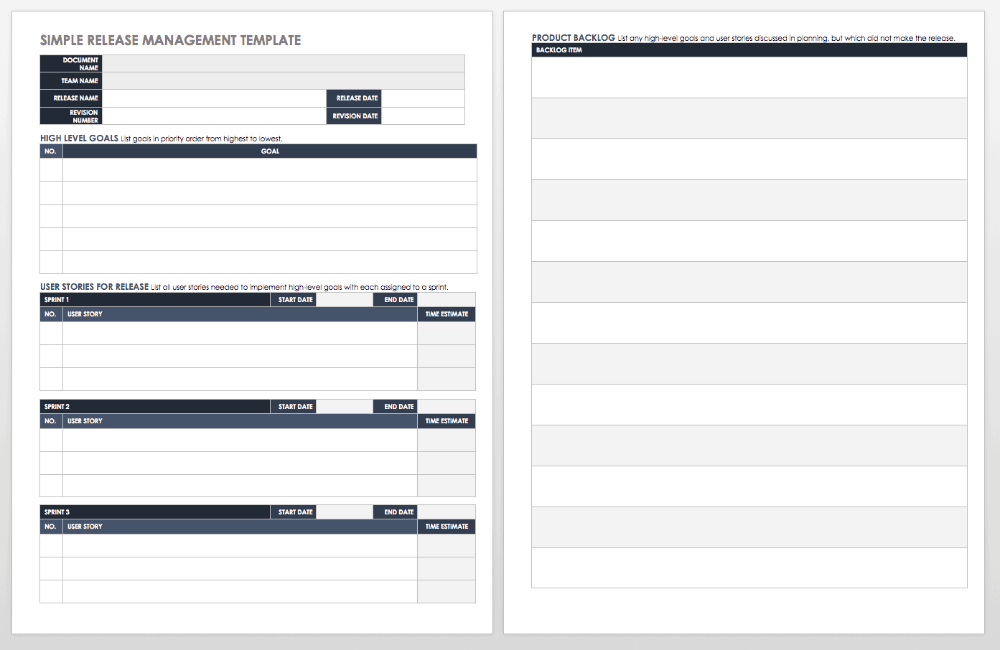 SIMPLE RELEASE MANAGEMENT TEMPLATE
DOCUMENT
NAME
TEAM NAME
RELEASE NAME
RELEASE DATE
REVISION
NUMBER
REVISION DATE
HIGH LEVEL GOALS List goals in priority order from highest to lowest.
NO. GOAL
USER STORIES FOR RELEASE List all user stories needed to implement high-level goals with each assigned to a sprint.
SPRINT 1 START DATE END DATE
NO. USER STORY TIME ESTIMATE
SPRINT 2 START DATE END DATE
NO. USER STORY TIME ESTIMATE
SPRINT 3 START DATE END DATE
NO. USER STORY TIME ESTIMATE
PRODUCT BACKLOG List any high-level goals and user stories discussed in planning, but which did not make the release.
BACKLOG ITEM